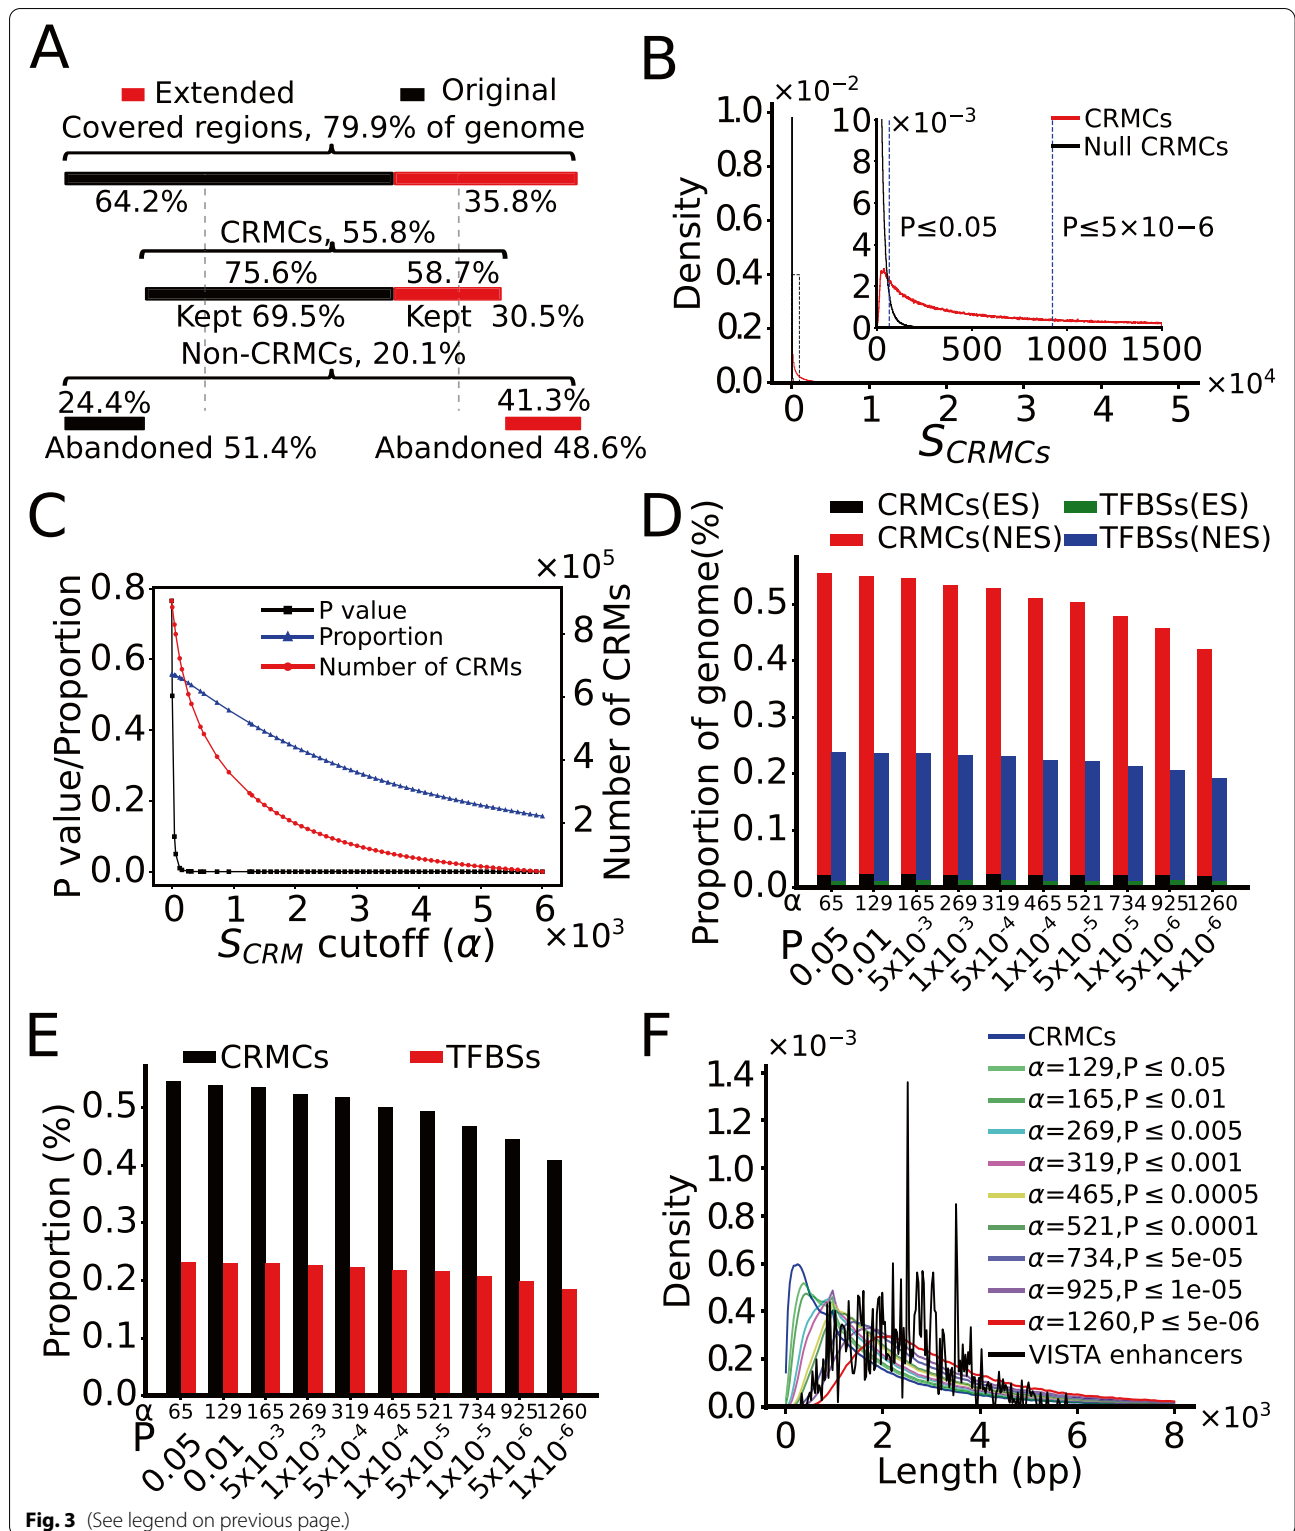 A
Extended
Original
Covered regions, 79.9% of genome
64.2%
35.8%
CRMCs, 55.8%
75.6%
58.7%
Kept 69.5%
Kept 30.5%
Non-CRMCs, 20.1%
24.4%
41.3%
Abandoned 51.4%
Abandoned 48.6%
B
×10⁻²
1.0
0.8
0.6
0.4
0.2
0.0
Density
0
1
2
3
4
5
×10⁴
S_CRMCs
10
8
6
4
2
0
×10⁻³
CRMCs
Null CRMCs
P≤0.05
P≤5×10−6
0
500
1000
1500
C
×10⁵
0.8
0.6
0.4
0.2
0.0
P value/Proportion
P value
Proportion
Number of CRMs
8
6
4
2
Number of CRMs
0
1
2
3
4
5
6
S_CRM cutoff (α)
×10³
D
CRMCs(ES)
TFBSs(ES)
CRMCs(NES)
TFBSs(NES)
Proportion of genome(%)
0.5
0.4
0.3
0.2
0.1
0.0
α
65
129
165
269
319
465
521
734
925
1260
P
0.05
0.01
5x10⁻³
1x10⁻³
5x10⁻⁴
1x10⁻⁴
5x10⁻⁵
1x10⁻⁵
5x10⁻⁶
1x10⁻⁶
E
CRMCs
TFBSs
Proportion (%)
0.5
0.4
0.3
0.2
0.1
0.0
α
65
129
165
269
319
465
521
734
925
1260
P
0.05
0.01
5x10⁻³
1x10⁻³
5x10⁻⁴
1x10⁻⁴
5x10⁻⁵
1x10⁻⁵
5x10⁻⁶
1x10⁻⁶
F
×10⁻³
1.4
1.2
1.0
0.8
0.6
0.4
0.2
0.0
Density
CRMCs
α=129,P ≤ 0.05
α=165,P ≤ 0.01
α=269,P ≤ 0.005
α=319,P ≤ 0.001
α=465,P ≤ 0.0005
α=521,P ≤ 0.0001
α=734,P ≤ 5e-05
α=925,P ≤ 1e-05
α=1260,P ≤ 5e-06
VISTA enhancers
0
2
4
6
8
×10³
Length (bp)
Fig. 3 (See legend on previous page.)